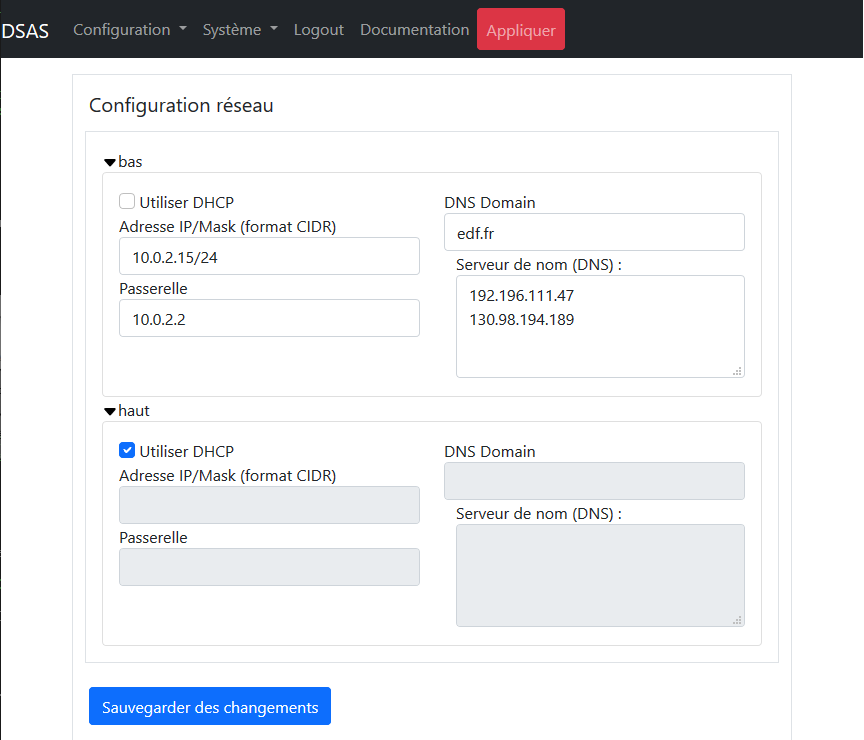 DSAS Configuration Système Logout Documentation Appliquer
Configuration réseau
bas
Utiliser DHCP
Adresse IP/Mask (format CIDR)
10.0.2.15/24
Passerelle
10.0.2.2
DNS Domain
edf.fr
Serveur de nom (DNS) :
192.196.111.47
130.98.194.189
haut
Utiliser DHCP
Adresse IP/Mask (format CIDR)
Passerelle
DNS Domain
Serveur de nom (DNS) :
Sauvegarder des changements